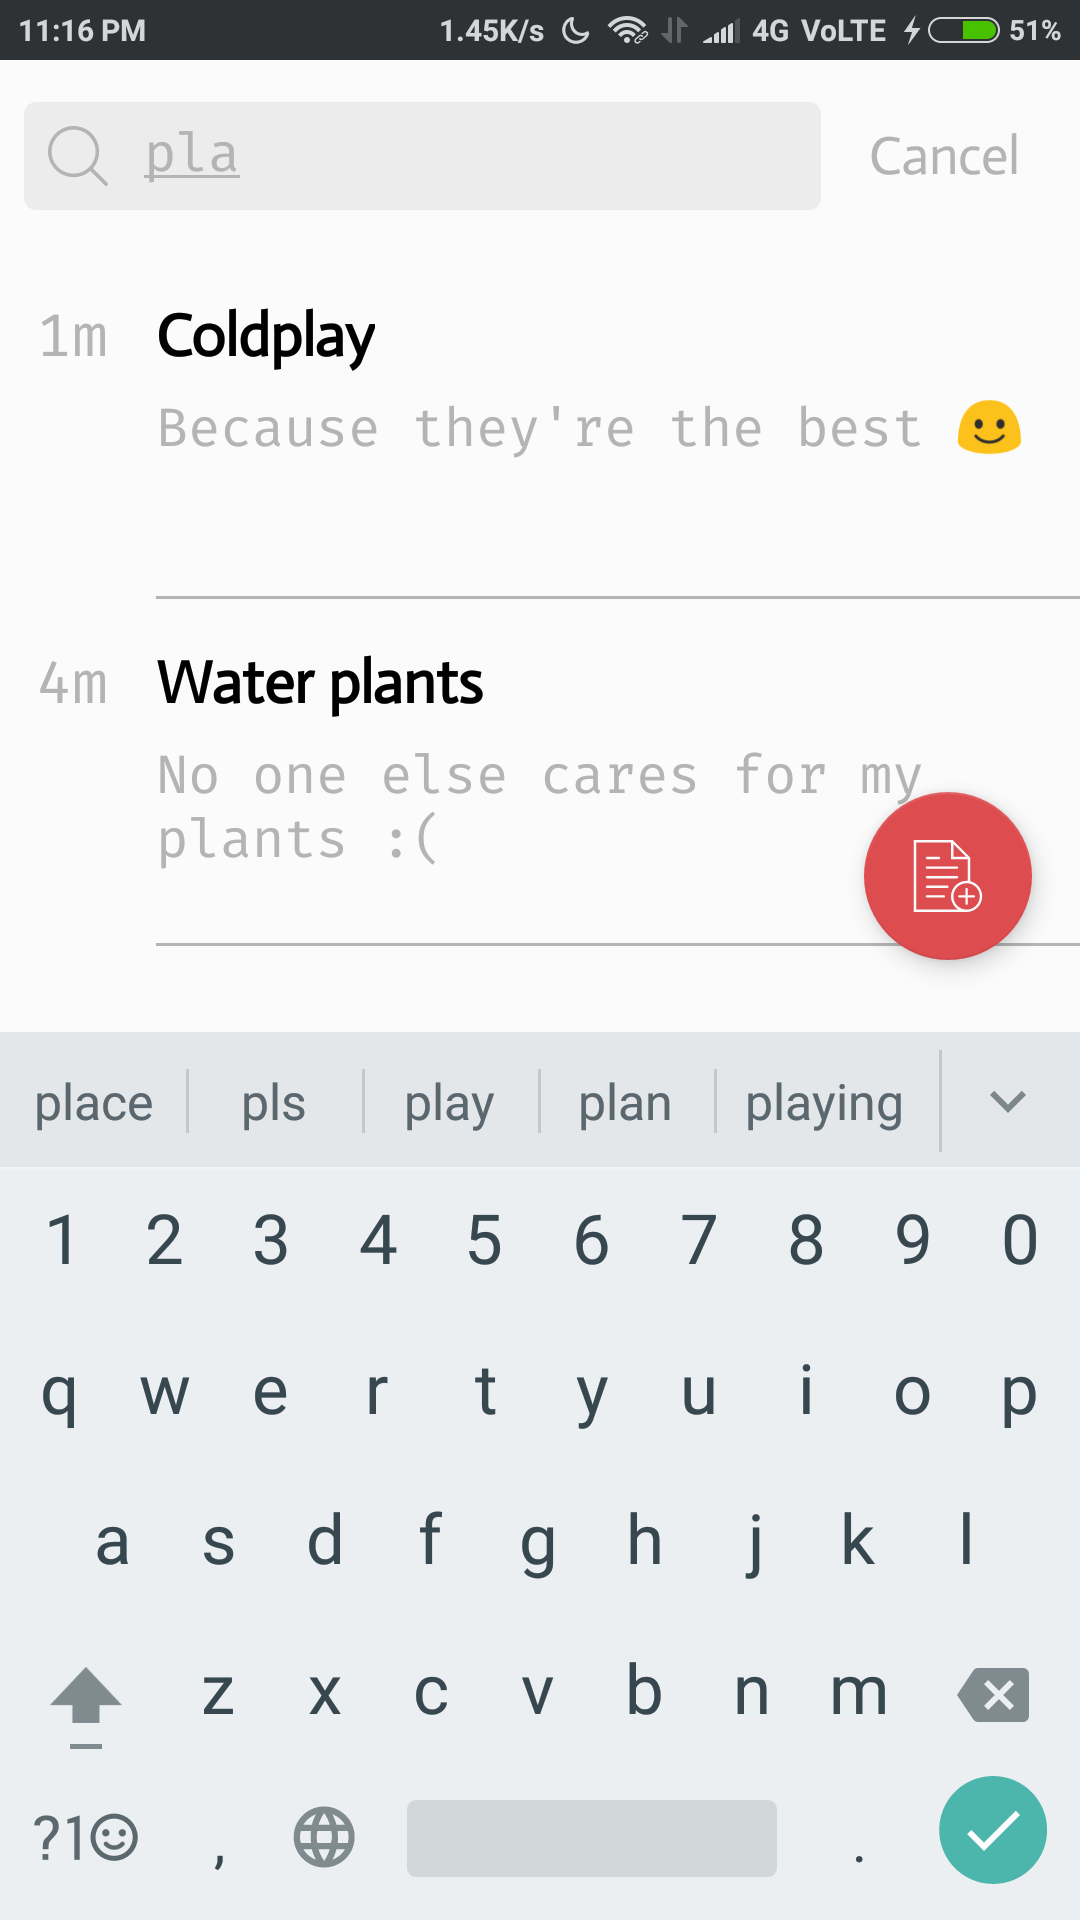 11:16 PM 1.45K/s 4G VoLTE 51%
pla Cancel
1m Coldplay
Because they're the best 🙂
4m Water plants
No one else cares for my
plants :(
place pls play plan playing
1 2 3 4 5 6 7 8 9 0
q w e r t y u i o p
a s d f g h j k l
z x c v b n m
?1☺ , .